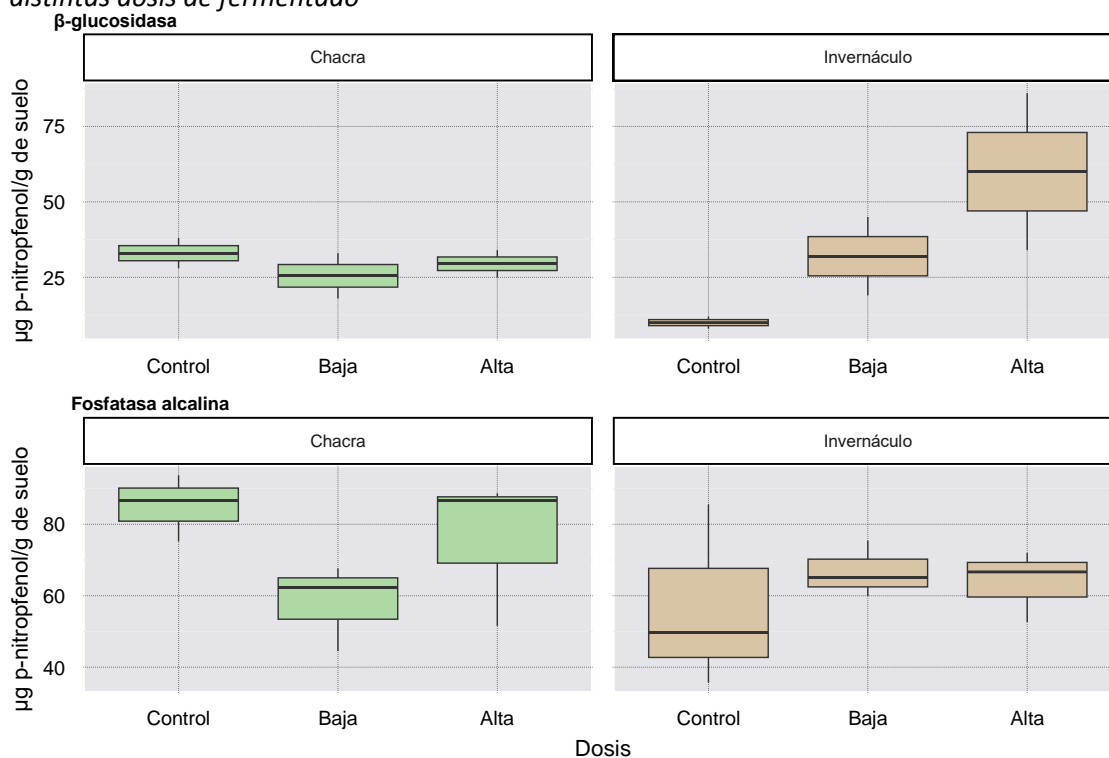 distintas dosis de fermentado
β-glucosidasa
Chacra Invernáculo
µg p-nitropfenol/g de suelo
75
50
25
Control Baja Alta Control Baja Alta
Fosfatasa alcalina
Chacra Invernáculo
µg p-nitropfenol/g de suelo
80
60
40
Control Baja Alta Control Baja Alta
Dosis